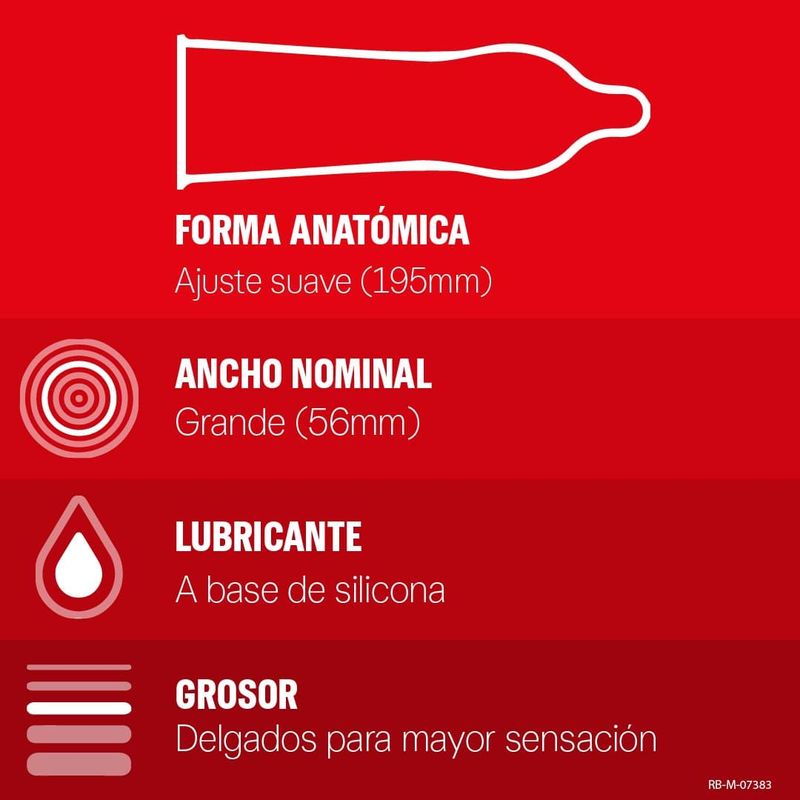 FORMA ANATÓMICA
Ajuste suave (195mm)
ANCHO NOMINAL
Grande (56mm)
LUBRICANTE
A base de silicona
GROSOR
Delgados para mayor sensación
RB-M-07383